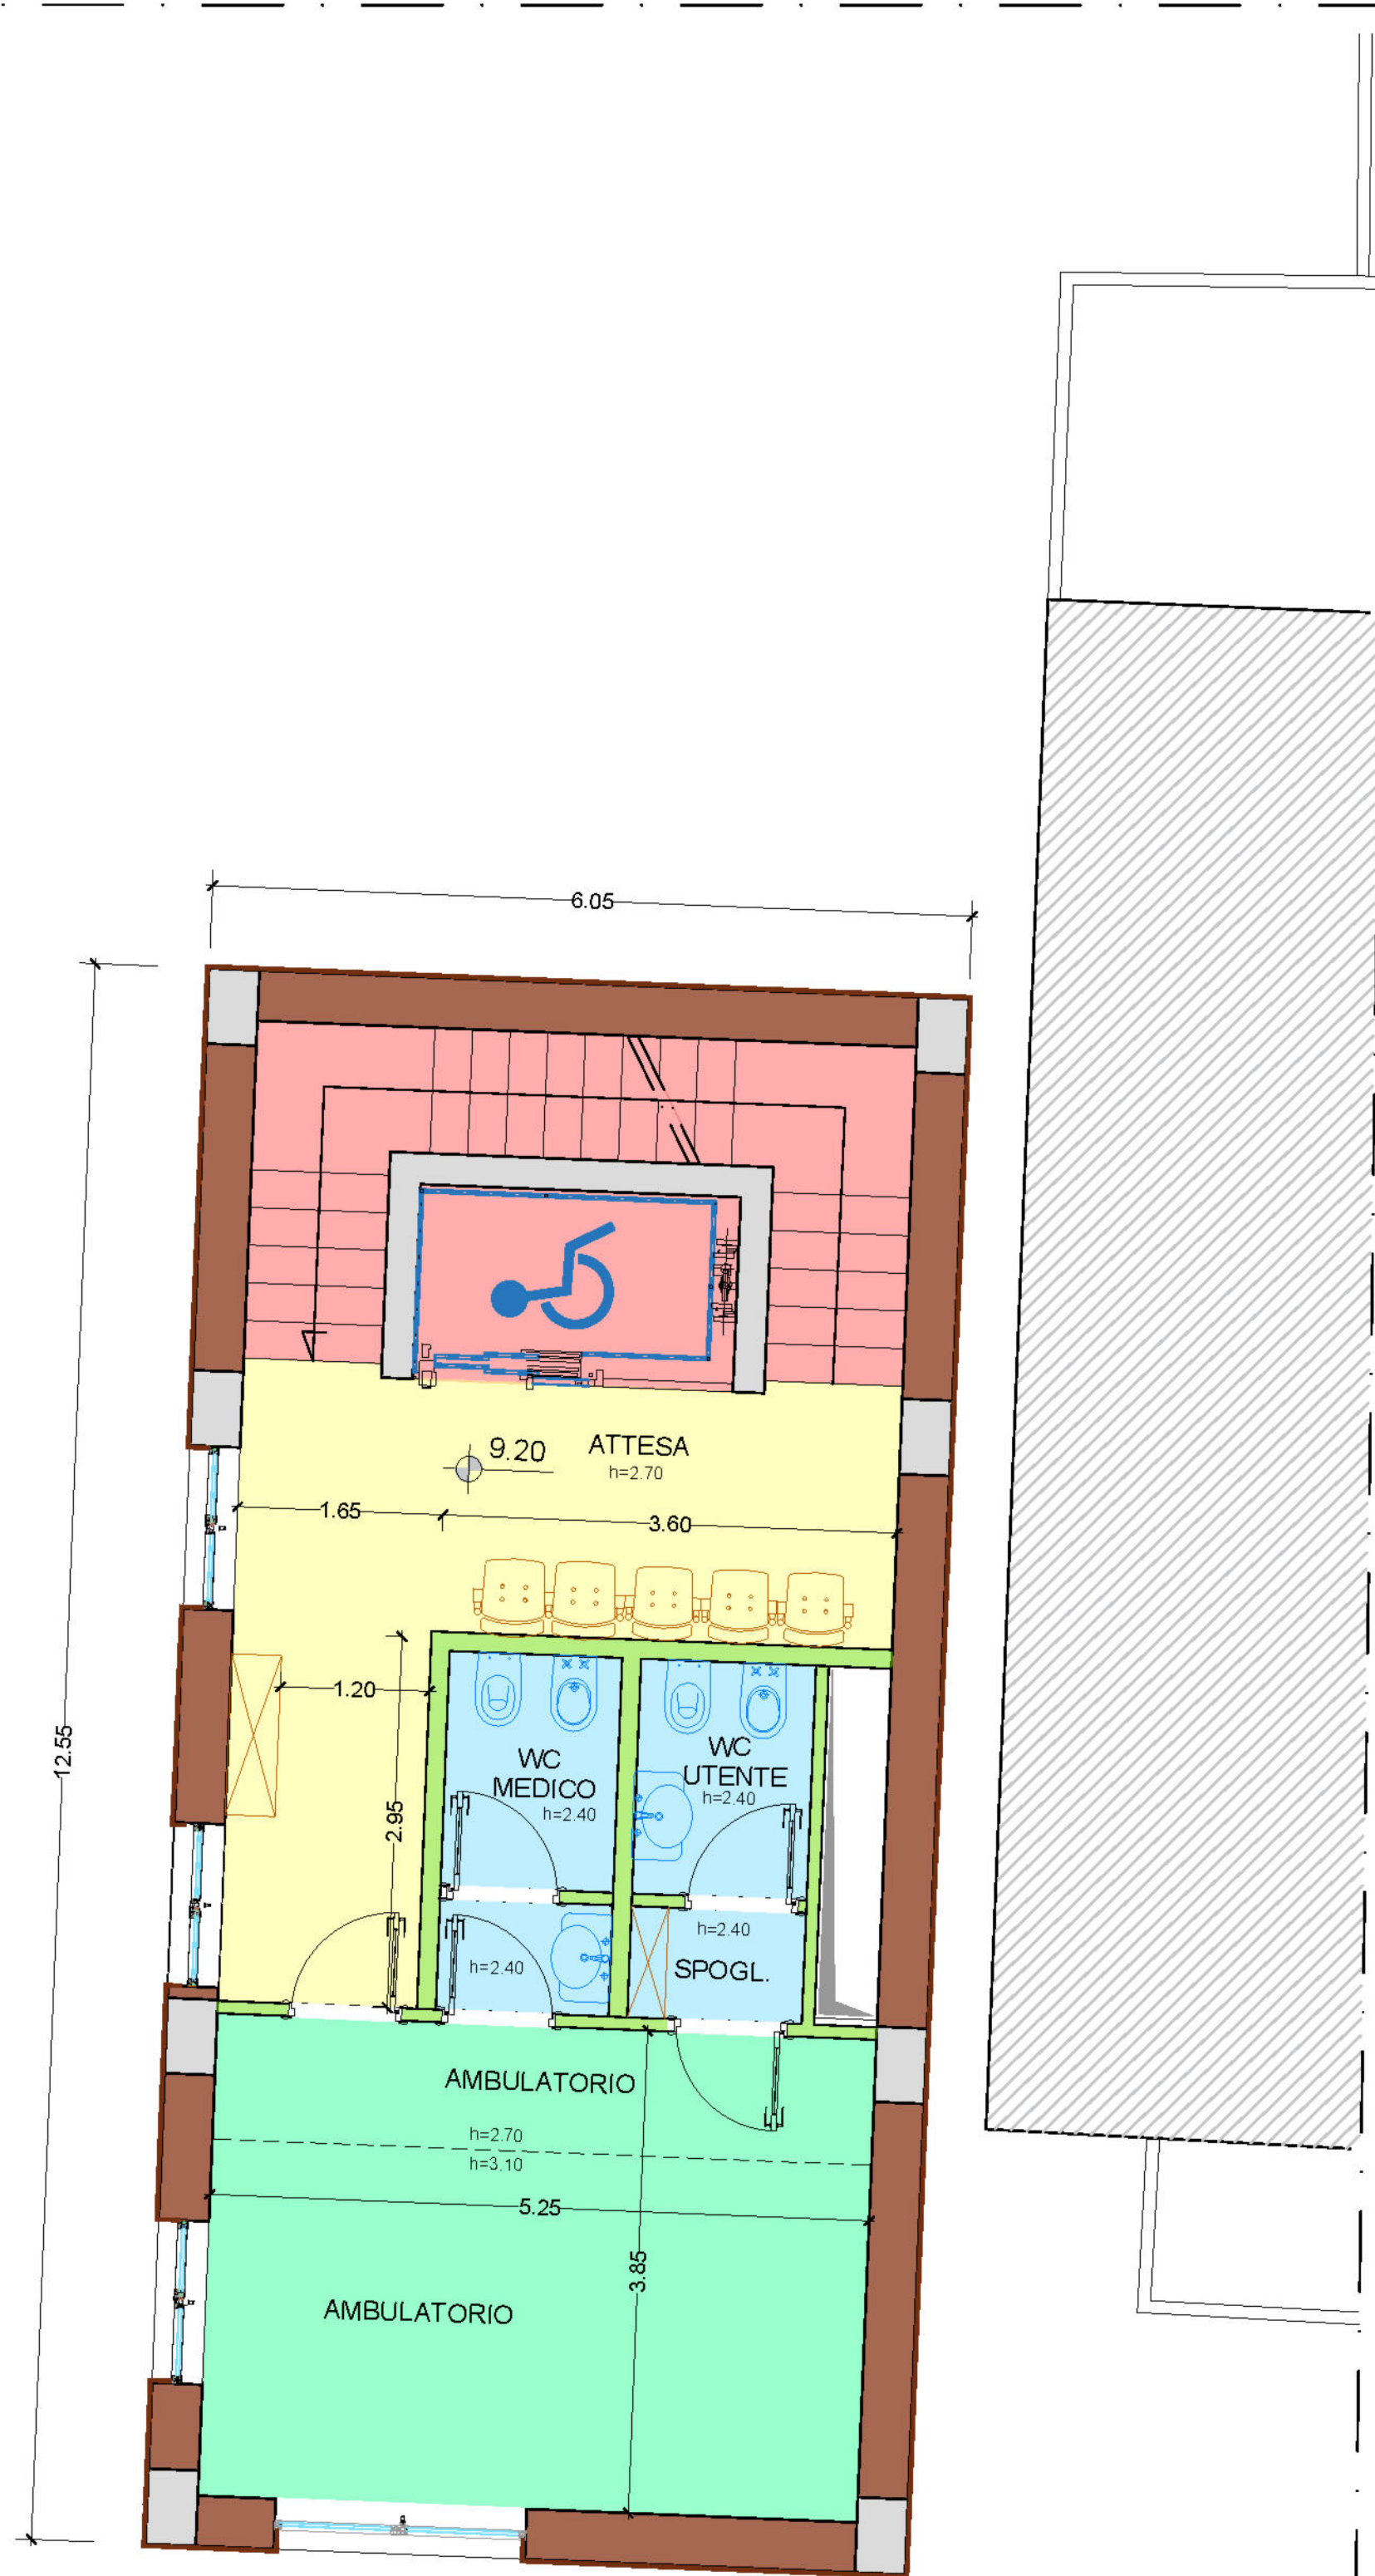 6.05
9.20 ATTESA
h=2.70
1.65
3.60
1.20
12.55
2.95
WC
MEDICO
h=2.40
WC
UTENTE
h=2.40
h=2.40
h=2.40
SPOGL.
AMBULATORIO
h=2.70
h=3.10
5.25
3.85
AMBULATORIO